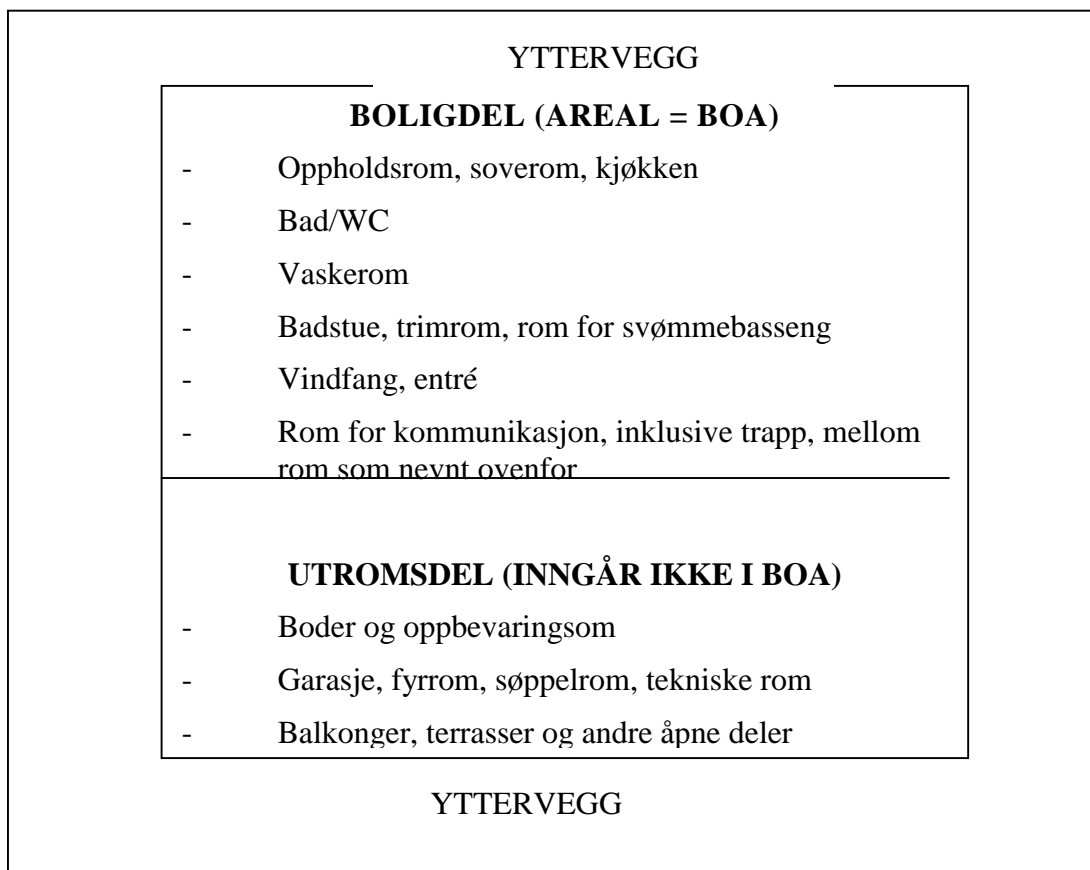 YTTERVEGG
BOLIGDEL (AREAL = BOA)
- Oppholdsrom, soverom, kjøkken
- Bad/WC
- Vaskerom
- Badstue, trimrom, rom for svømmebasseng
- Vindfang, entré
- Rom for kommunikasjon, inklusive trapp, mellom
rom som nevnt ovenfor
UTROMSDEL (INNGÅR IKKE I BOA)
- Boder og oppbevaringsom
- Garasje, fyrrom, søppelrom, tekniske rom
- Balkonger, terrasser og andre åpne deler
YTTERVEGG